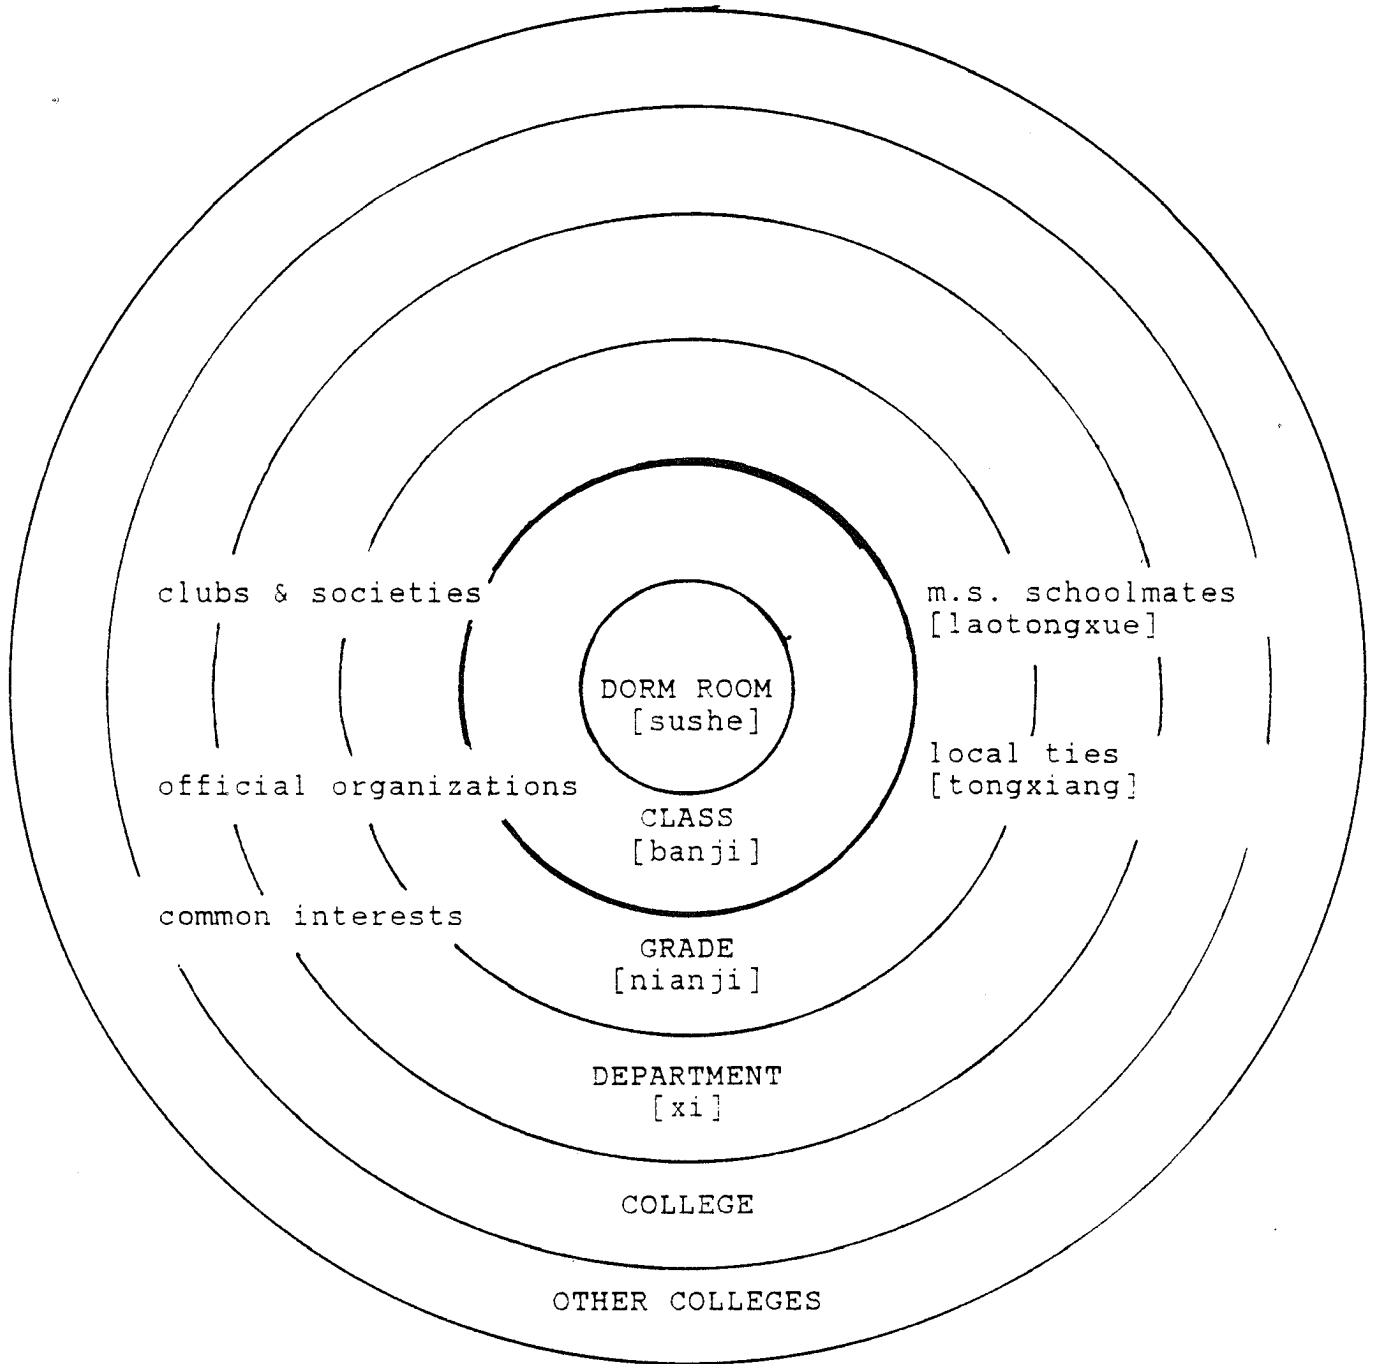 clubs & societies
m.s. schoolmates
[laotongxue]
DORM ROOM
[sushe]
local ties
[tongxiang]
official organizations
CLASS
[banji]
common interests
GRADE
[nianji]
DEPARTMENT
[xi]
COLLEGE
OTHER COLLEGES